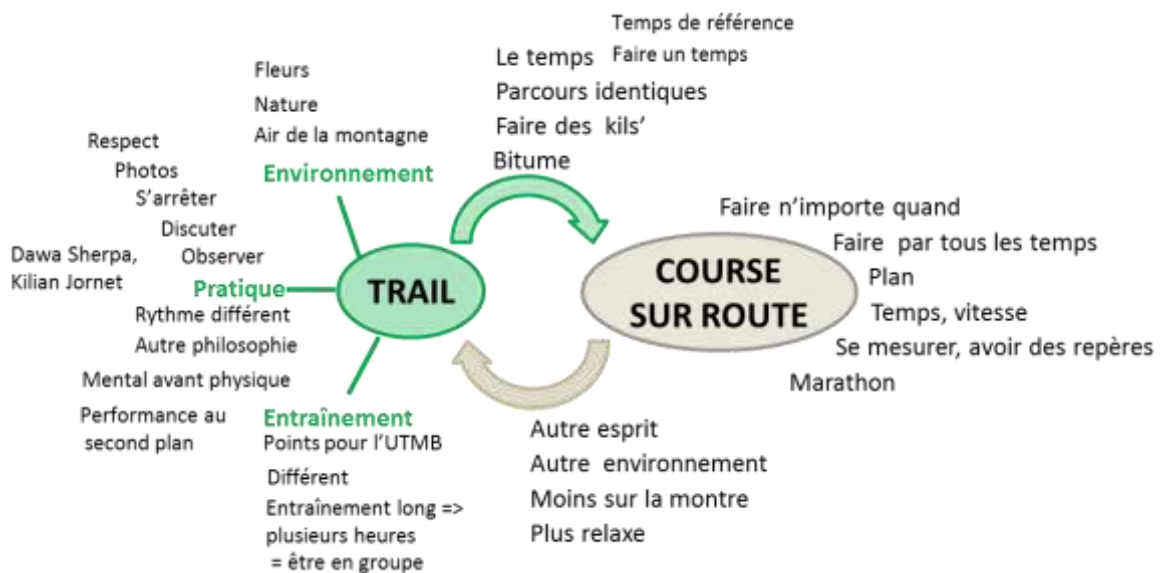 Temps de référence
Le temps Faire un temps
Parcours identiques
Faire des kils’
Bitume
Fleurs
Nature
Air de la montagne
Environnement
Respect
Photos
S’arrêter
Discuter
Observer
Dawa Sherpa,
Kilian Jornet
Pratique
Rythme différent
Autre philosophie
Mental avant physique
Performance au
second plan
Entraînement
Points pour l’UTMB
Différent
Entraînement long =>
plusieurs heures
= être en groupe
TRAIL
COURSE
SUR ROUTE
Faire n’importe quand
Faire par tous les temps
Plan
Temps, vitesse
Se mesurer, avoir des repères
Marathon
Autre esprit
Autre environnement
Moins sur la montre
Plus relaxe